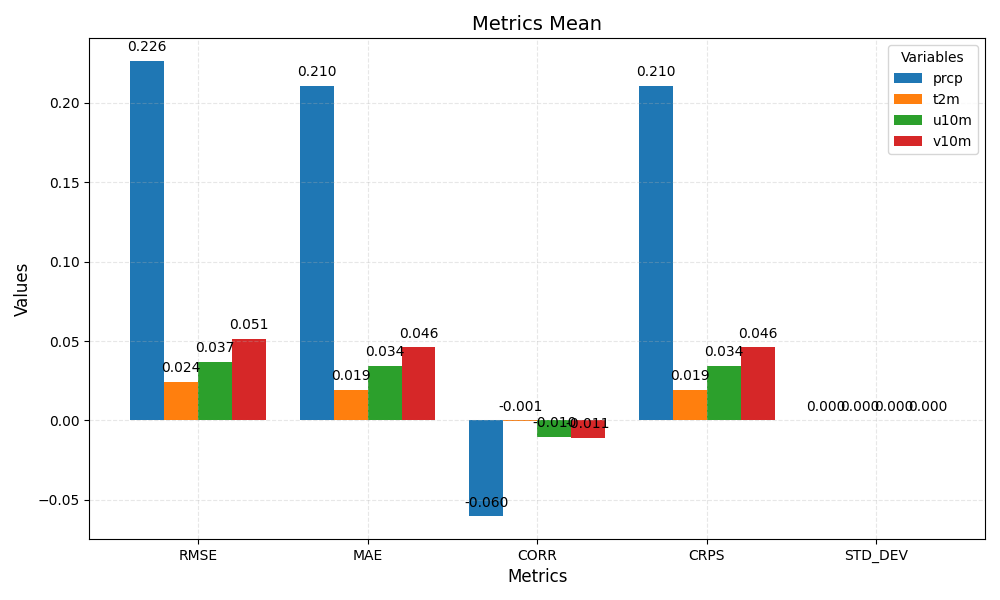 Metrics Mean
Values
0.20
0.15
0.10
0.05
0.00
−0.05
0.226
0.024
0.037
0.051
0.210
0.019
0.034
0.046
-0.060
-0.001
-0.010
-0.011
0.210
0.019
0.034
0.046
0.000
0.000
0.000
0.000
Variables
prcp
t2m
u10m
v10m
RMSE
MAE
CORR
CRPS
STD_DEV
Metrics